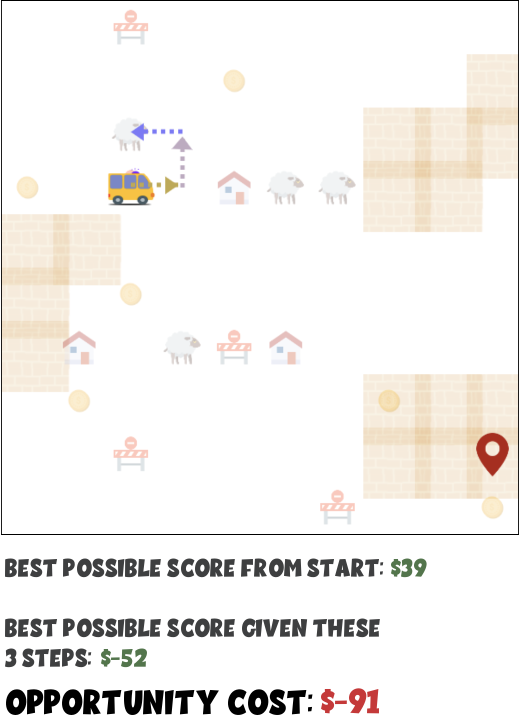 BEST POSSIBLE SCORE FROM START: $39
BEST POSSIBLE SCORE GIVEN THESE
3 STEPS: $-52
OPPORTUNITY COST: $-91